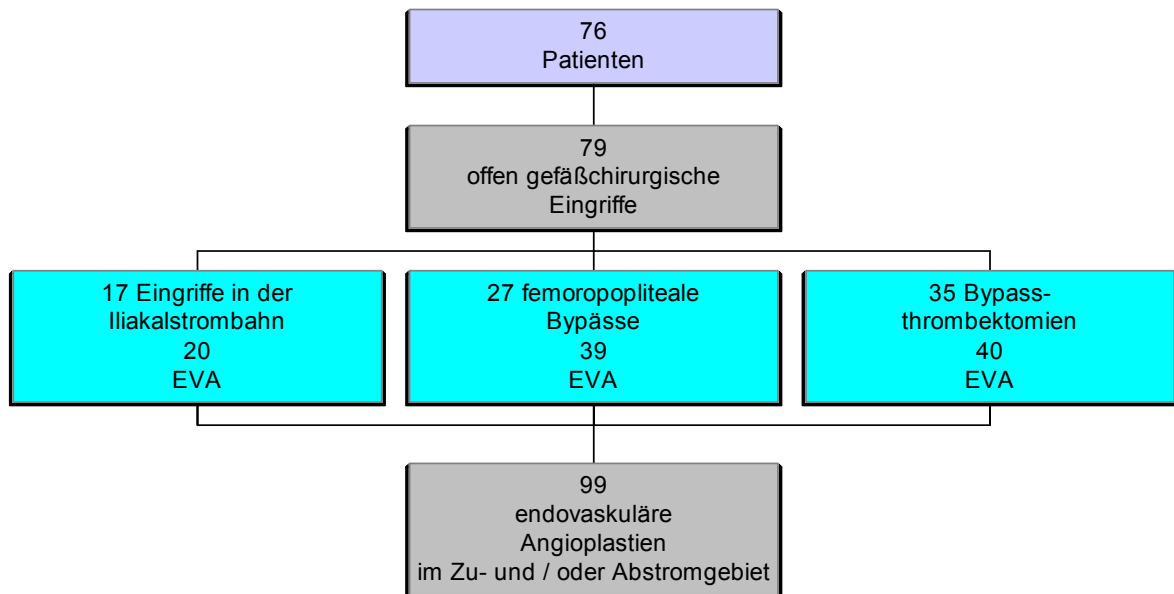 76
Patienten
79
offen gefäßchirurgische
Eingriffe
17 Eingriffe in der
Iliakalstrombahn
20
EVA
27 femoropopliteale
Bypässe
39
EVA
35 Bypass-
thrombektomien
40
EVA
99
endovaskuläre
Angioplastien
im Zu- und / oder Abstromgebiet